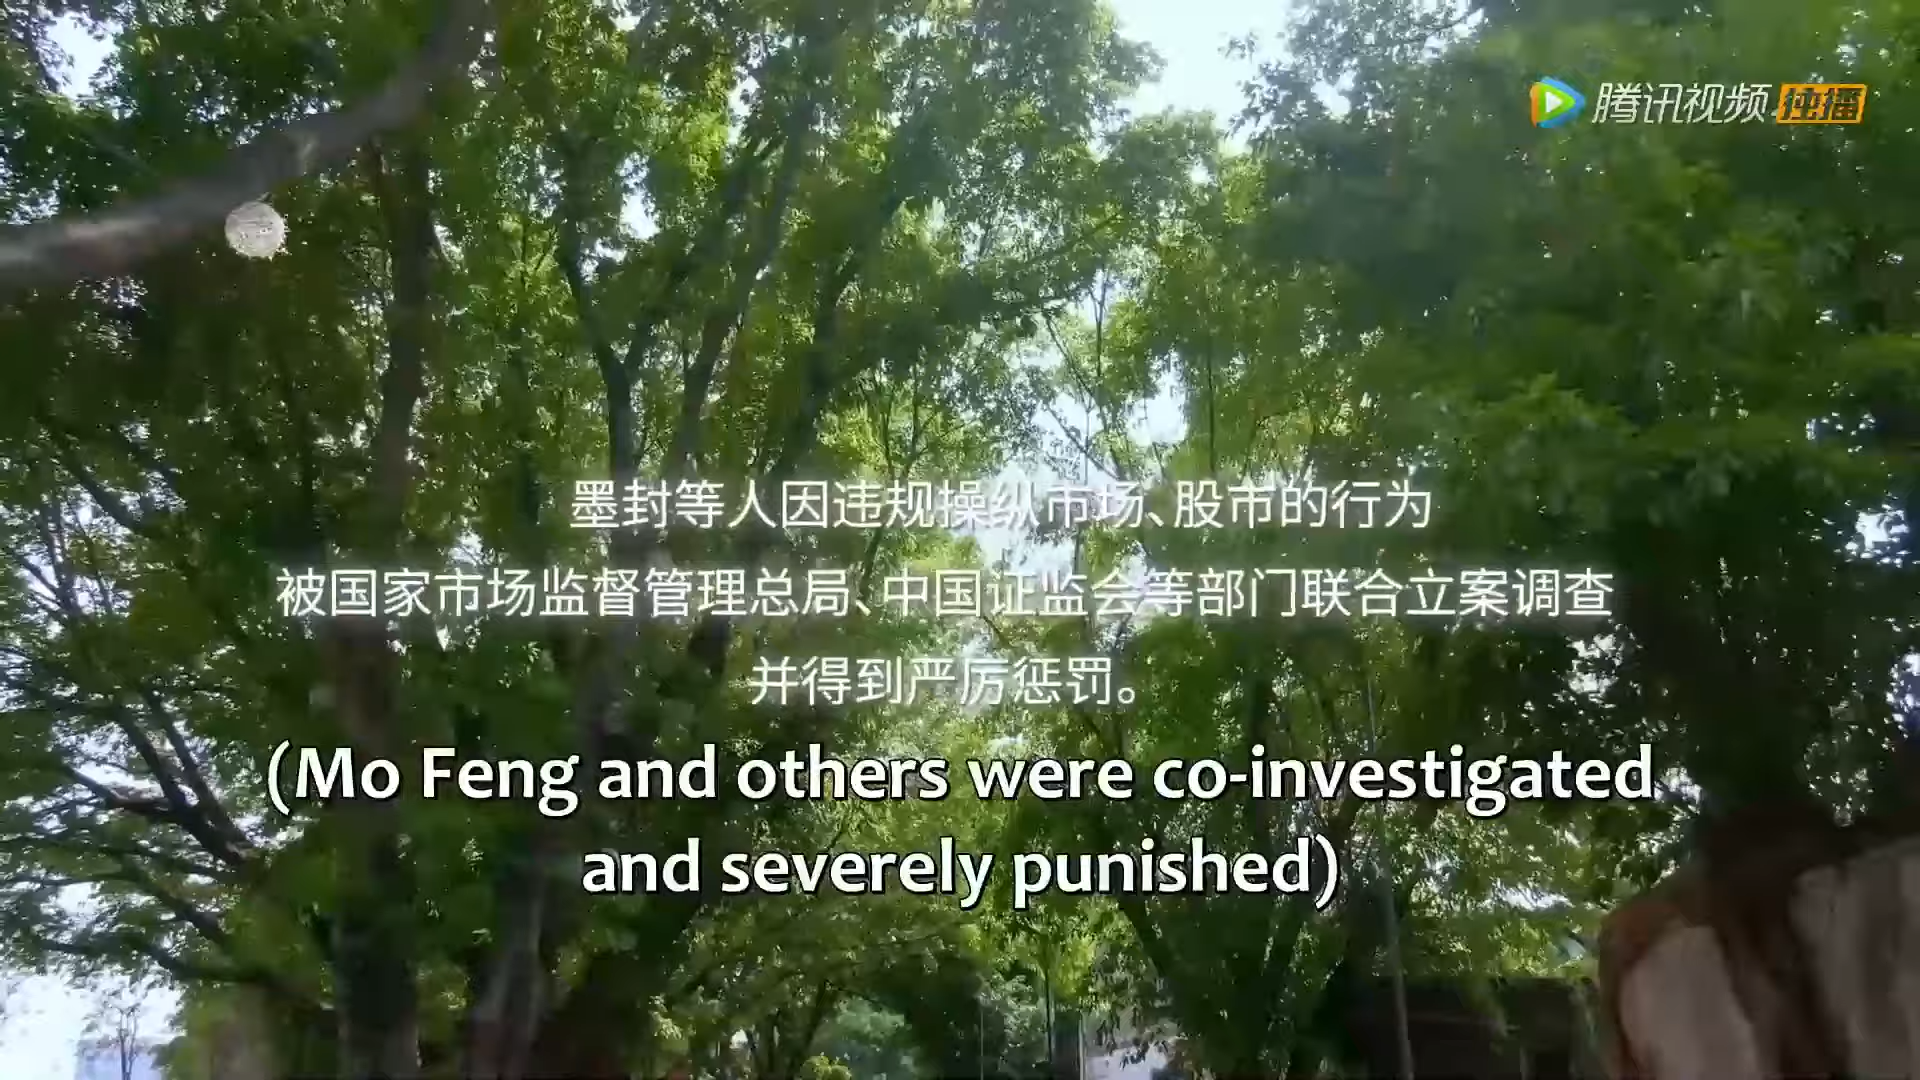 腾讯视频 独播
墨封等人因违规操纵市场、股市的行为
被国家市场监督管理总局、中国证监会等部门联合立案调查
并得到严厉惩罚。
(Mo Feng and others were co-investigated
and severely punished)